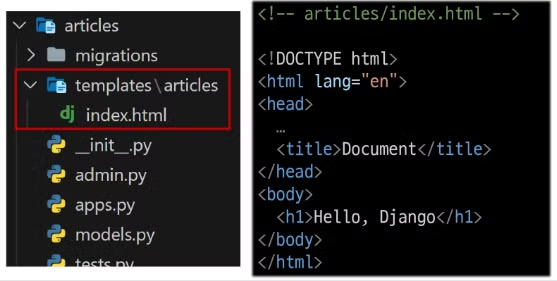 articles
migrations
templates\articles
index.html
__init__.py
admin.py
apps.py
models.py
tests.py
<!-- articles/index.html -->
<!DOCTYPE html>
<html lang="en">
<head>
…
<title>Document</title>
</head>
<body>
<h1>Hello, Django</h1>
</body>
</html>